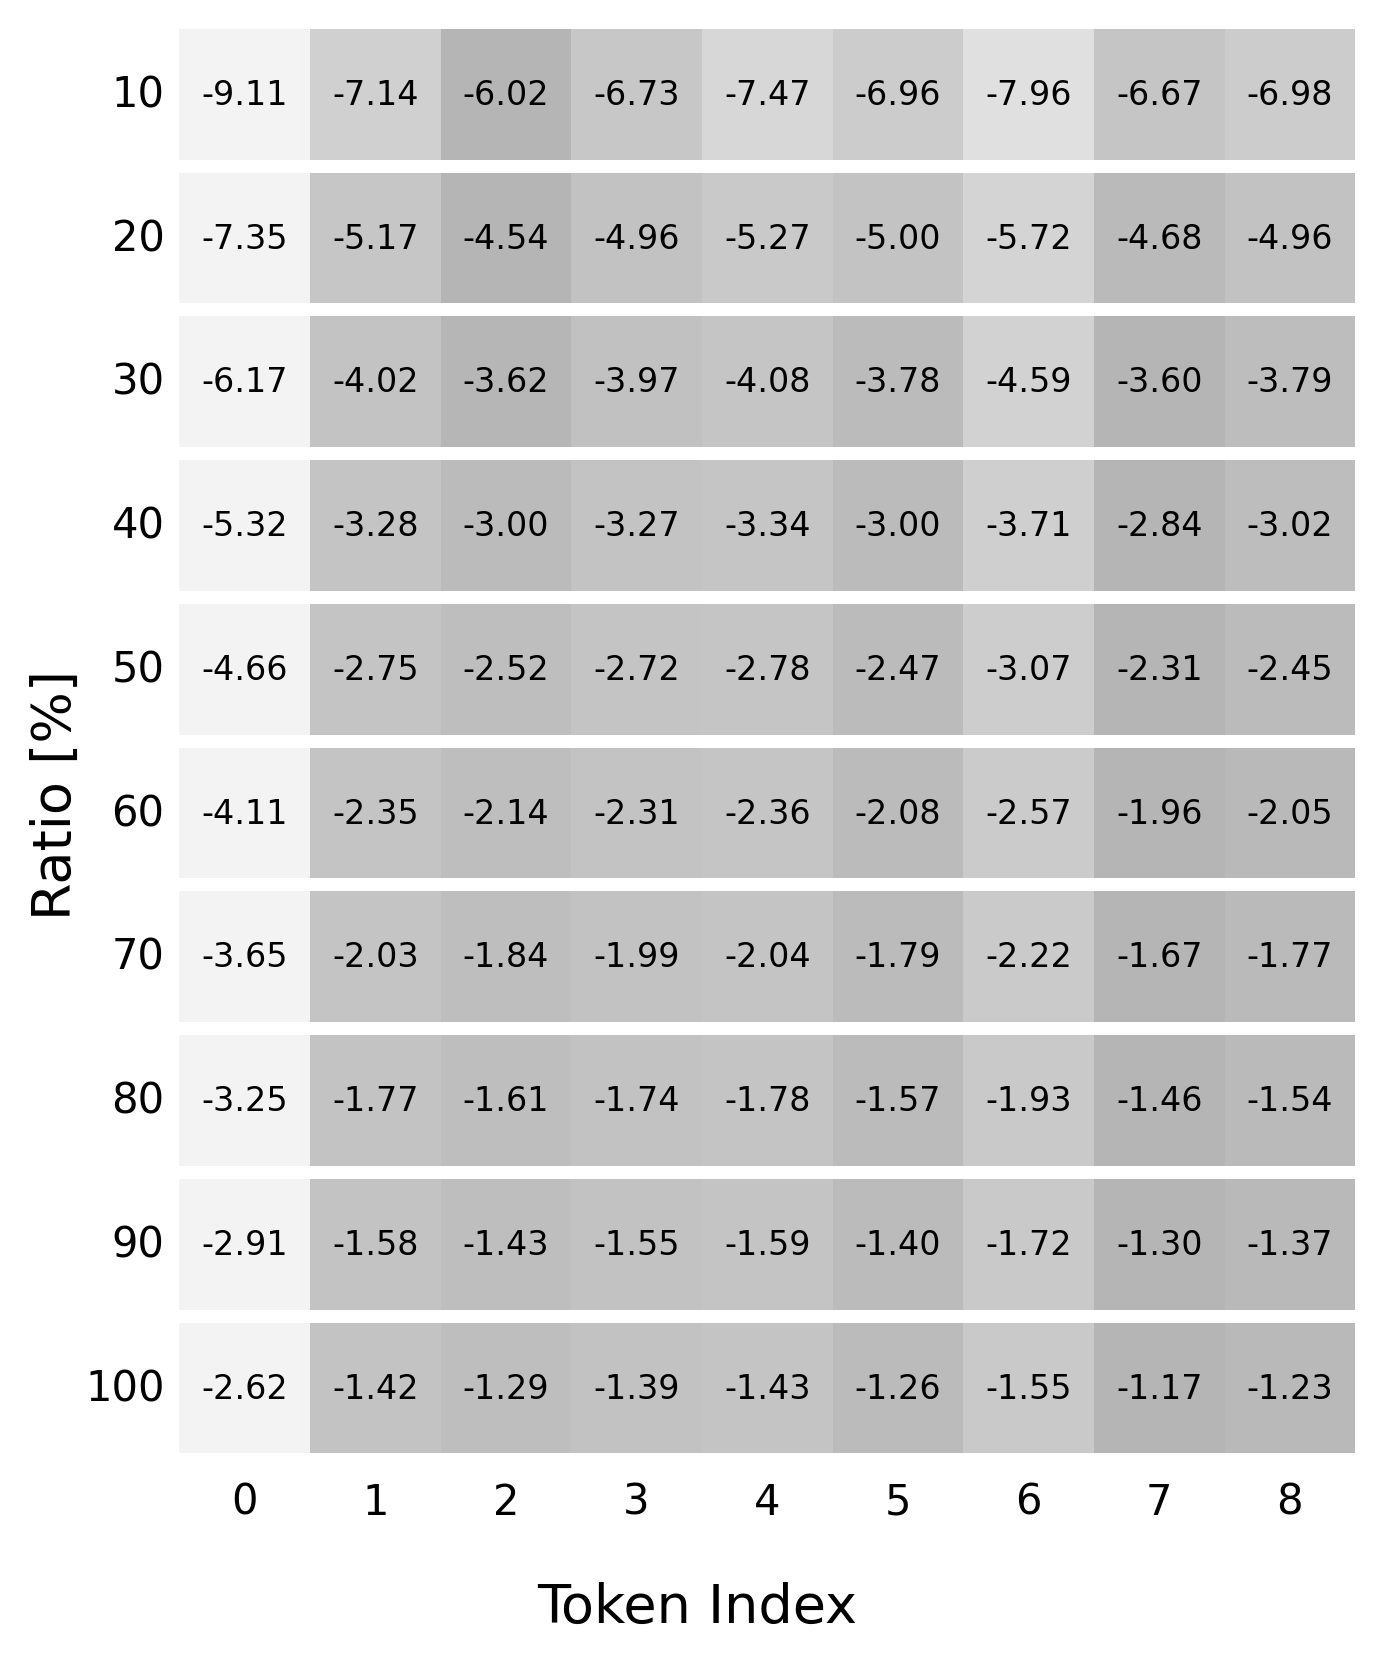 10 -9.11 -7.14 -6.02 -6.73 -7.47 -6.96 -7.96 -6.67 -6.98
20 -7.35 -5.17 -4.54 -4.96 -5.27 -5.00 -5.72 -4.68 -4.96
30 -6.17 -4.02 -3.62 -3.97 -4.08 -3.78 -4.59 -3.60 -3.79
40 -5.32 -3.28 -3.00 -3.27 -3.34 -3.00 -3.71 -2.84 -3.02
50 -4.66 -2.75 -2.52 -2.72 -2.78 -2.47 -3.07 -2.31 -2.45
60 -4.11 -2.35 -2.14 -2.31 -2.36 -2.08 -2.57 -1.96 -2.05
70 -3.65 -2.03 -1.84 -1.99 -2.04 -1.79 -2.22 -1.67 -1.77
80 -3.25 -1.77 -1.61 -1.74 -1.78 -1.57 -1.93 -1.46 -1.54
90 -2.91 -1.58 -1.43 -1.55 -1.59 -1.40 -1.72 -1.30 -1.37
100 -2.62 -1.42 -1.29 -1.39 -1.43 -1.26 -1.55 -1.17 -1.23
0 1 2 3 4 5 6 7 8
Token Index
Ratio [%]